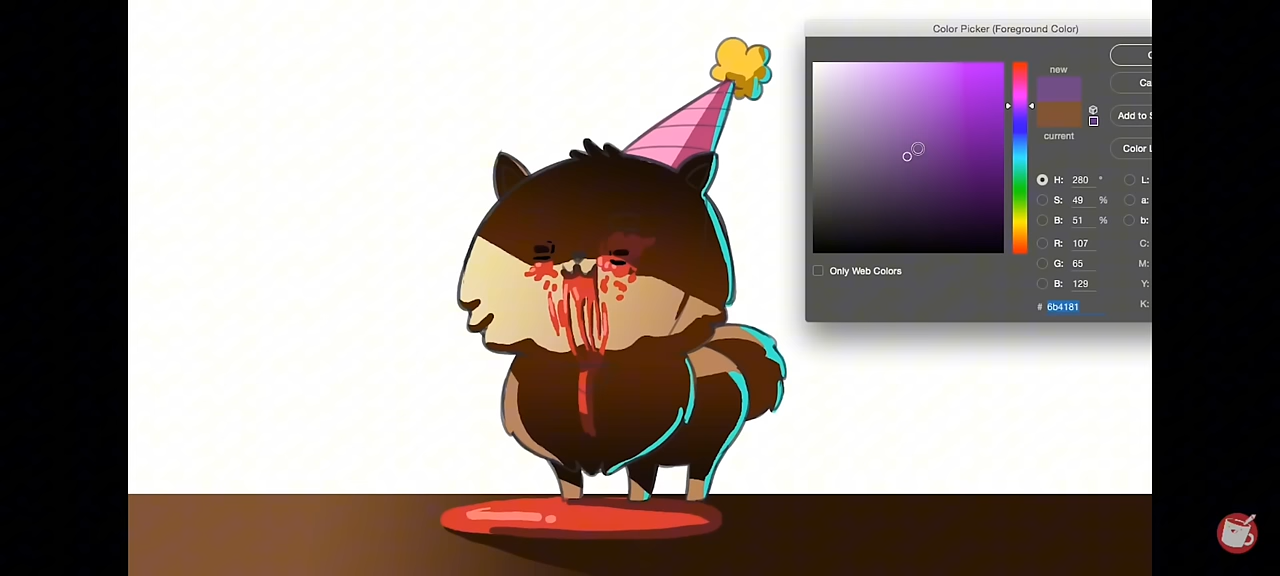 Color Picker (Foreground Color)
new
current
Add to
Color
H: 280 ° L:
S: 49 % a:
B: 51 % b:
R: 107 C:
G: 65 M:
B: 129 Y:
# 6b4181 K:
Only Web Colors